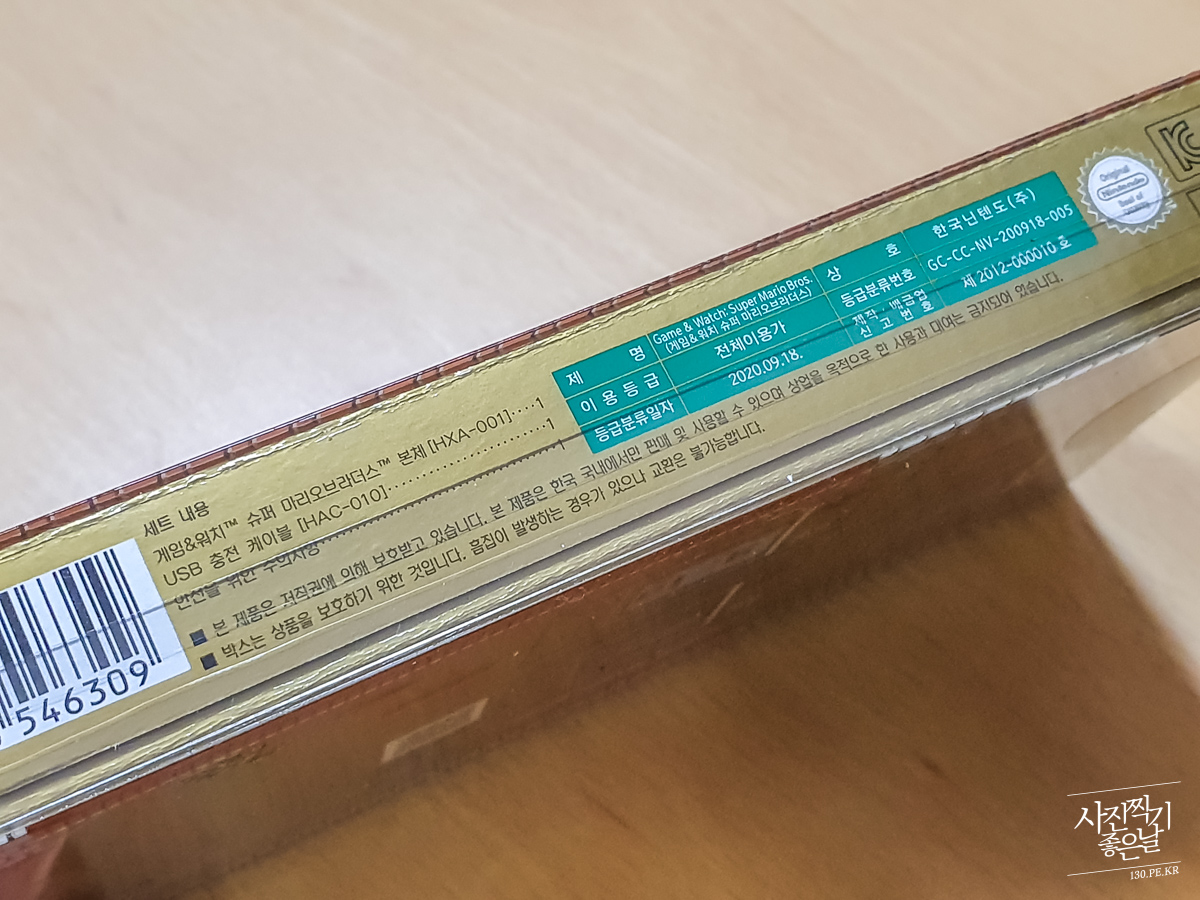 세트 내용
게임&워치™ 슈퍼 마리오브라더스™ 본체 [HXA-001]····1
USB 충전 케이블 [HAC-010]························1
안전을 위한 주의사항························1
■ 본 제품은 저작권에 의해 보호받고 있습니다. 본 제품은 한국 국내에서만 판매 및 사용할 수 있으며 상업을 목적으로 한 사용과 대여는 금지되어 있습니다.
■ 박스는 상품을 보호하기 위한 것입니다. 흠집이 발생하는 경우가 있으나 교환은 불가능합니다.
546309
제 명
Game & Watch: Super Mario Bros.
(게임&워치 슈퍼 마리오브라더스)
상 호
한국닌텐도(주)
이용등급
전체이용가
등급분류번호
GC-CC-NV-200918-005
등급분류일자
2020.09.18.
제작·배급업
신고번호
제 2012-000010 호
Original
Nintendo
Seal of
사진찍기
좋은날
130.PE.KR